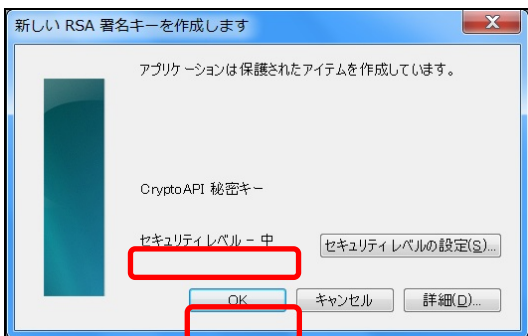 新しい RSA 署名キーを作成します
X
アプリケーションは保護されたアイテムを作成しています。
CryptoAPI 秘密キー
セキュリティ レベル - 中
セキュリティ レベルの設定(S)...
OK
キャンセル
詳細(D)...